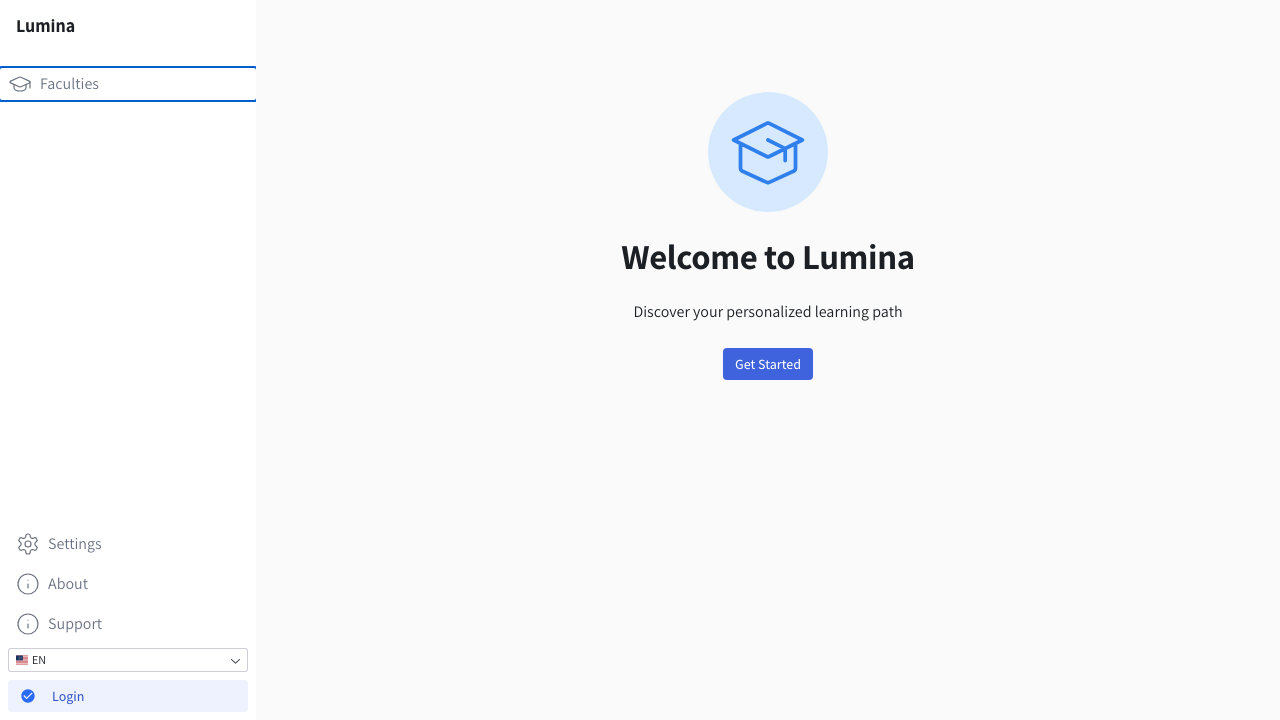 Lumina
Faculties
Welcome to Lumina
Discover your personalized learning path
Get Started
Settings
About
Support
EN
Login